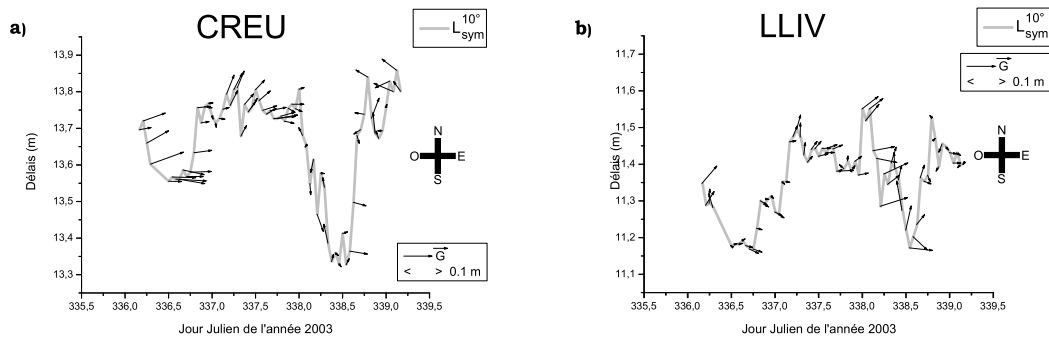 a)
CREU
L 10° sym
13,9
13,8
13,7
13,6
13,5
13,4
13,3
Délais (m)
N
O E
S
G
< > 0.1 m
335,5 336,0 336,5 337,0 337,5 338,0 338,5 339,0 339,5
Jour Julien de l'année 2003
b)
LLIV
L 10° sym
G
< > 0.1 m
11,7
11,6
11,5
11,4
11,3
11,2
11,1
Délais (m)
N
O E
S
335,5 336,0 336,5 337,0 337,5 338,0 338,5 339,0 339,5
Jour Julien de l'année 2003